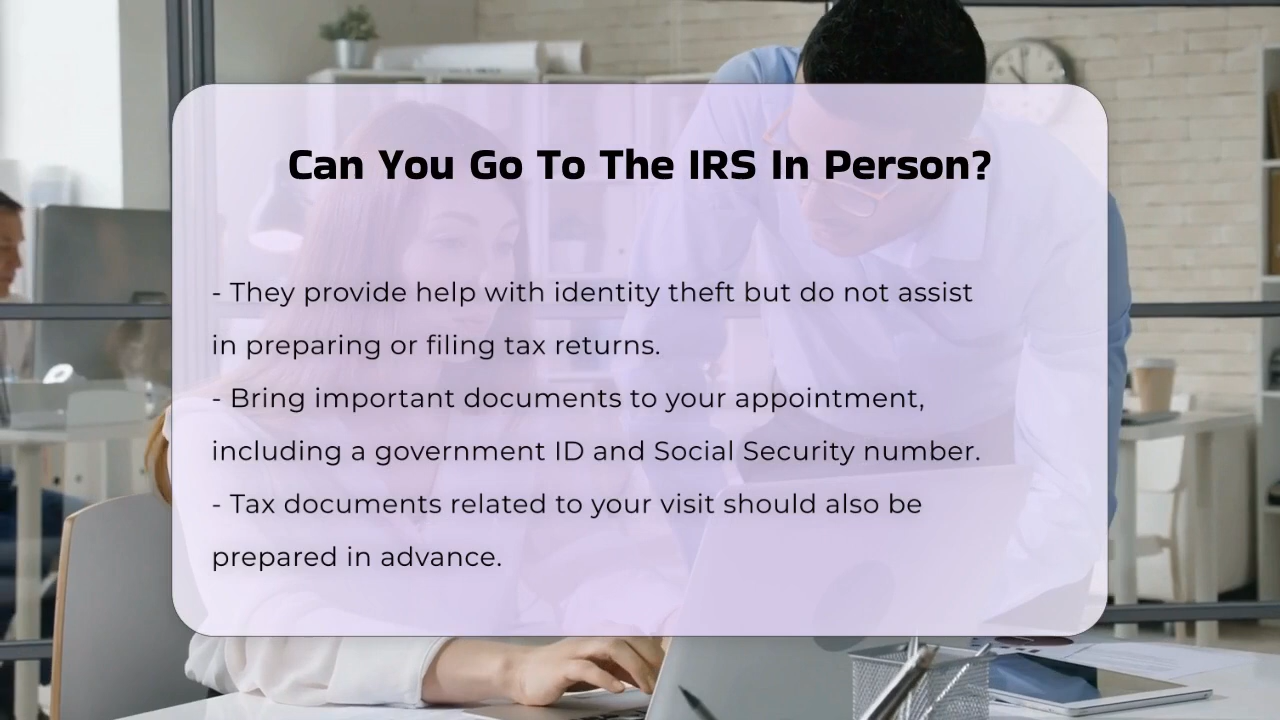 Can You Go To The IRS In Person?
- They provide help with identity theft but do not assist
in preparing or filing tax returns.
- Bring important documents to your appointment,
including a government ID and Social Security number.
- Tax documents related to your visit should also be
prepared in advance.